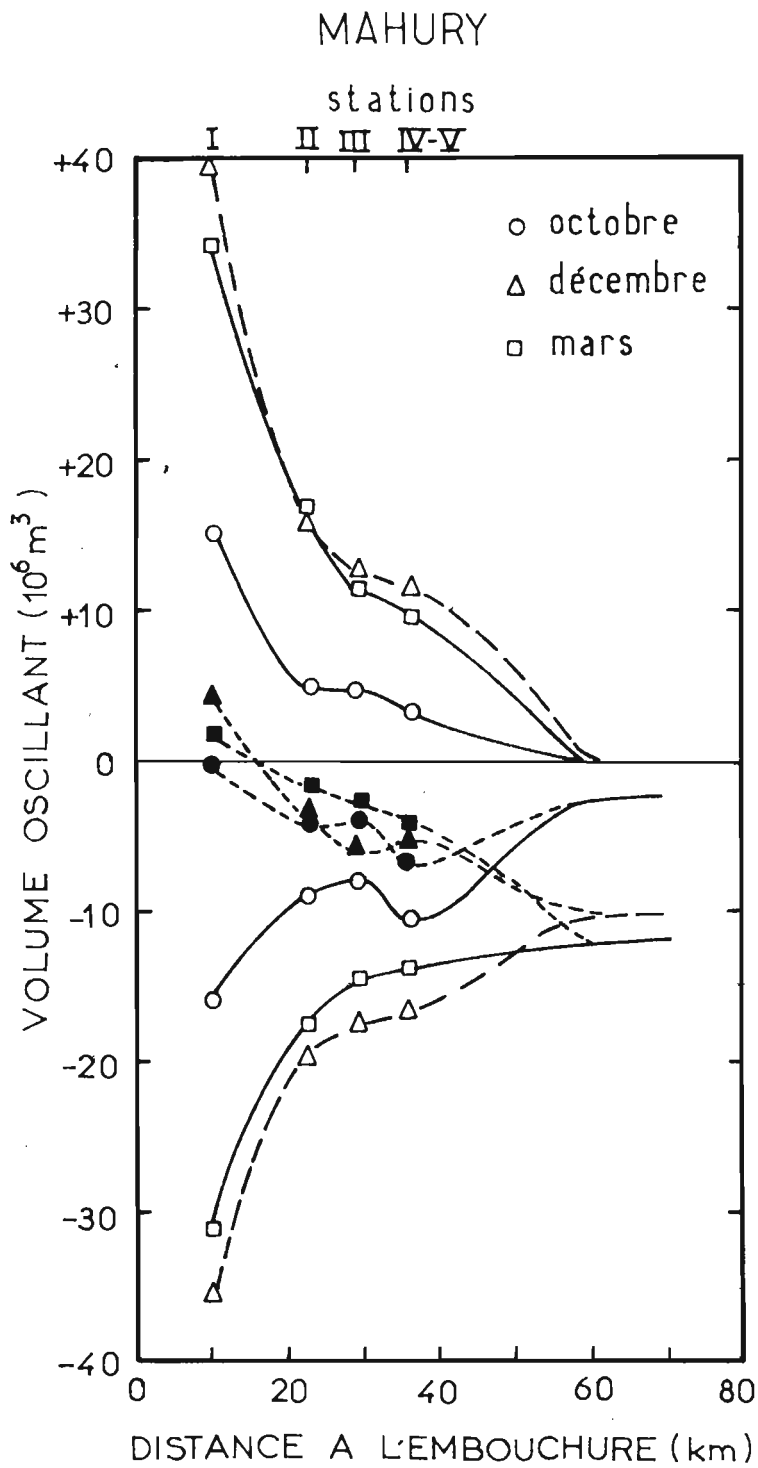 MAHURY
stations
I II III IV-V
octobre
décembre
mars
+40
+30
+20
+10
0
-10
-20
-30
-40
VOLUME OSCILLANT (10⁶m³)
0 20 40 60 80
DISTANCE A L'EMBOUCHURE (km)